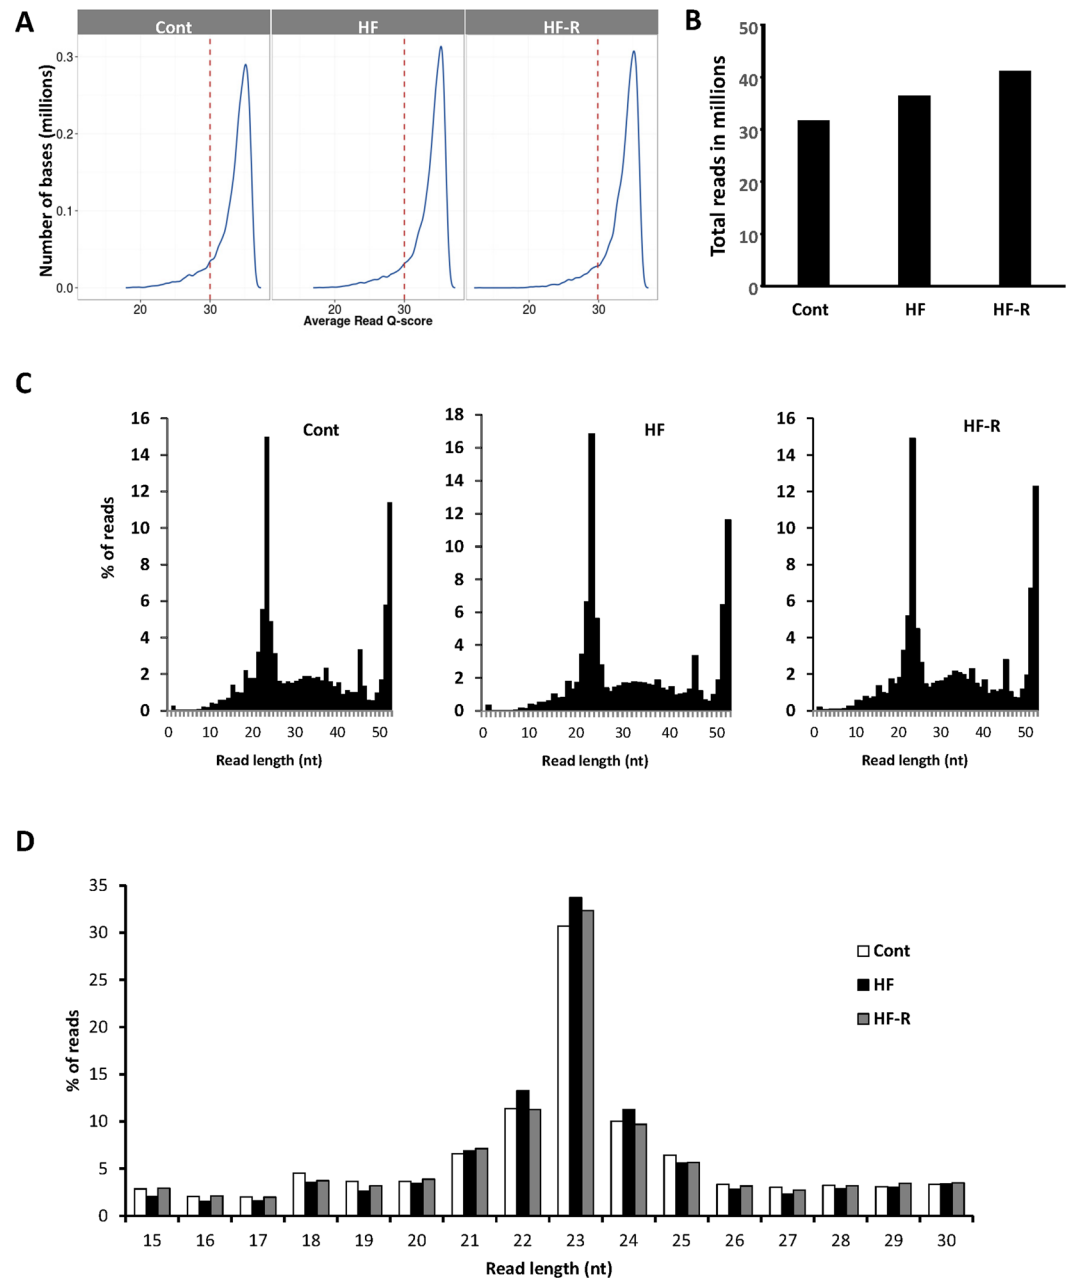 A
Cont HF HF-R
Number of bases (millions)
0.3
0.2
0.1
0.0
20 30 20 30 20 30
Average Read Q-score
B
Total reads in millions
50
40
30
20
10
0
Cont HF HF-R
C
% of reads
Cont
16
14
12
10
8
6
4
2
0
0 10 20 30 40 50
Read length (nt)
HF
18
16
14
12
10
8
6
4
2
0
0 10 20 30 40 50
Read length (nt)
HF-R
16
14
12
10
8
6
4
2
0
0 10 20 30 40 50
Read length (nt)
D
% of reads
35
30
25
20
15
10
5
0
Cont
HF
HF-R
15 16 17 18 19 20 21 22 23 24 25 26 27 28 29 30
Read length (nt)